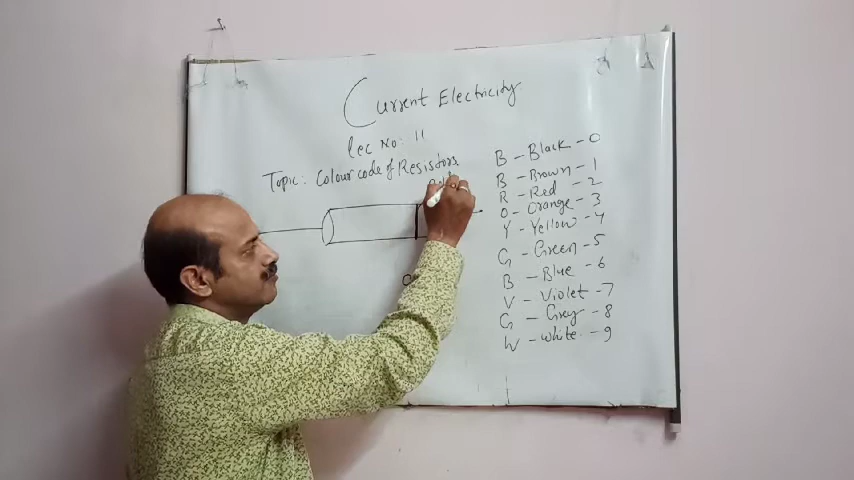 Current Electricity
lec No: 11
Topic: Colour code of Resistors
B - Black - 0
B - Brown - 1
R - Red - 2
O - Orange - 3
Y - Yellow - 4
G - Green - 5
B - Blue - 6
V - Violet - 7
G - Grey - 8
W - white - 9